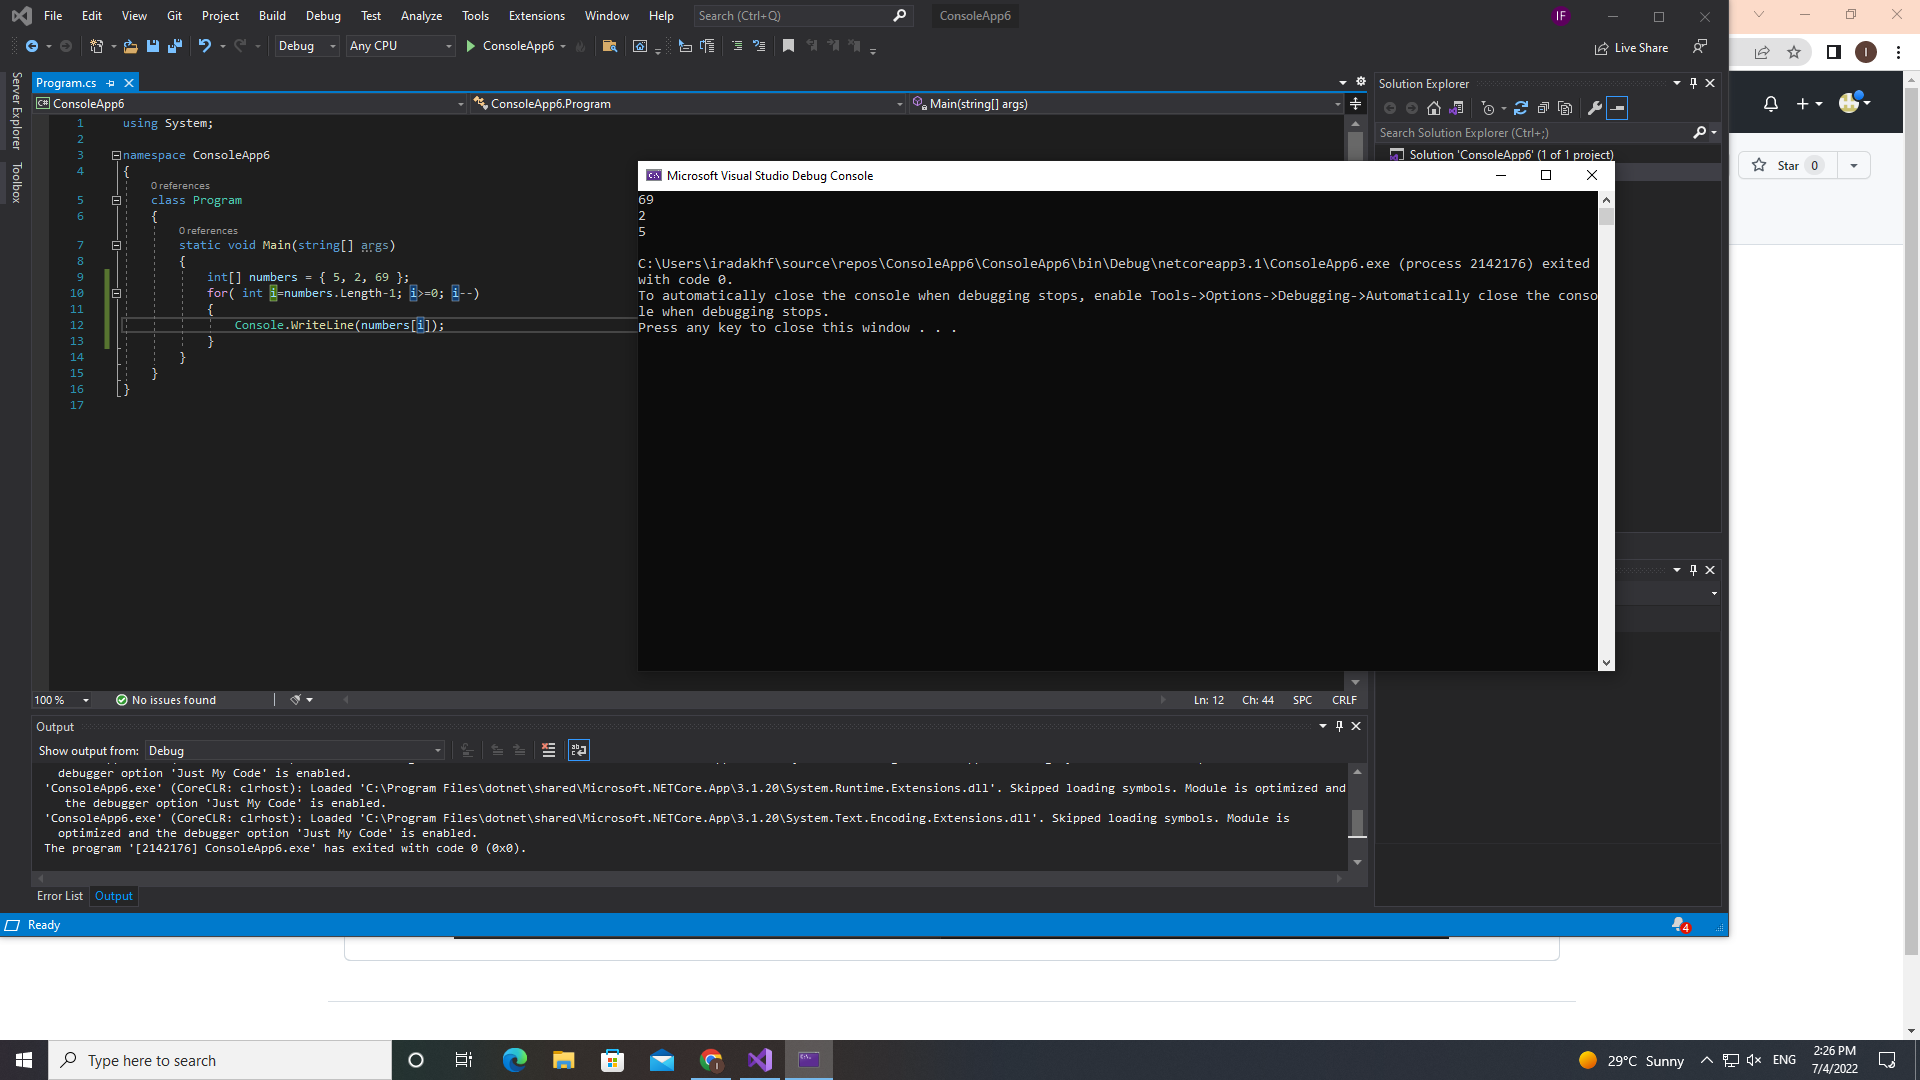 File Edit View Git Project Build Debug Test Analyze Tools Extensions Window Help Search (Ctrl+Q) ConsoleApp6 IF
Debug Any CPU ConsoleApp6 Live Share
Server Explorer
Toolbox
Program.cs
C# ConsoleApp6 ConsoleApp6.Program Main(string[] args)
1 using System;
2
3 namespace ConsoleApp6
4 {
0 references
5 class Program
6 {
0 references
7 static void Main(string[] args)
8 {
9 int[] numbers = { 5, 2, 69 };
10 for( int i=numbers.Length-1; i>=0; i--)
11 {
12 Console.WriteLine(numbers[i]);
13 }
14 }
15 }
16 }
17
Microsoft Visual Studio Debug Console
69
2
5
C:\Users\iradakhf\source\repos\ConsoleApp6\ConsoleApp6\bin\Debug\netcoreapp3.1\ConsoleApp6.exe (process 2142176) exited
with code 0.
To automatically close the console when debugging stops, enable Tools->Options->Debugging->Automatically close the conso
le when debugging stops.
Press any key to close this window . . .
Solution Explorer
Search Solution Explorer (Ctrl+;)
Solution 'ConsoleApp6' (1 of 1 project)
I
Star 0
100 % No issues found Ln: 12 Ch: 44 SPC CRLF
Output
Show output from: Debug
debugger option 'Just My Code' is enabled.
'ConsoleApp6.exe' (CoreCLR: clrhost): Loaded 'C:\Program Files\dotnet\shared\Microsoft.NETCore.App\3.1.20\System.Runtime.Extensions.dll'. Skipped loading symbols. Module is optimized and
the debugger option 'Just My Code' is enabled.
'ConsoleApp6.exe' (CoreCLR: clrhost): Loaded 'C:\Program Files\dotnet\shared\Microsoft.NETCore.App\3.1.20\System.Text.Encoding.Extensions.dll'. Skipped loading symbols. Module is
optimized and the debugger option 'Just My Code' is enabled.
The program '[2142176] ConsoleApp6.exe' has exited with code 0 (0x0).
Error List Output
Ready 4
Type here to search
29°C Sunny ENG
2:26 PM
7/4/2022